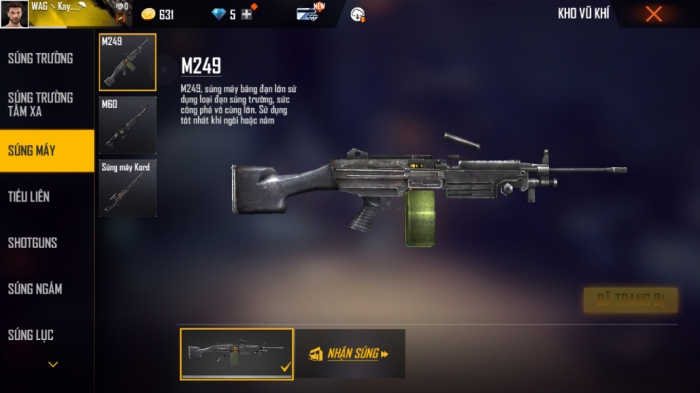 WAG ヽ Kny__
631
5
NEW
KHO VŨ KHÍ
SÚNG TRƯỜNG
SÚNG TRƯỜNG
TẦM XA
SÚNG MÁY
TIỂU LIÊN
SHOTGUNS
SÚNG NGẮM
SÚNG LỤC
M249
M60
Súng máy Kord
M249
M249, súng máy băng đạn lớn sử
dụng loại đạn súng trường, sức
công phá vô cùng lớn. Sử dụng
tốt nhất khi ngồi hoặc nằm
ĐÃ TRANG BỊ
NHẬN SÚNG